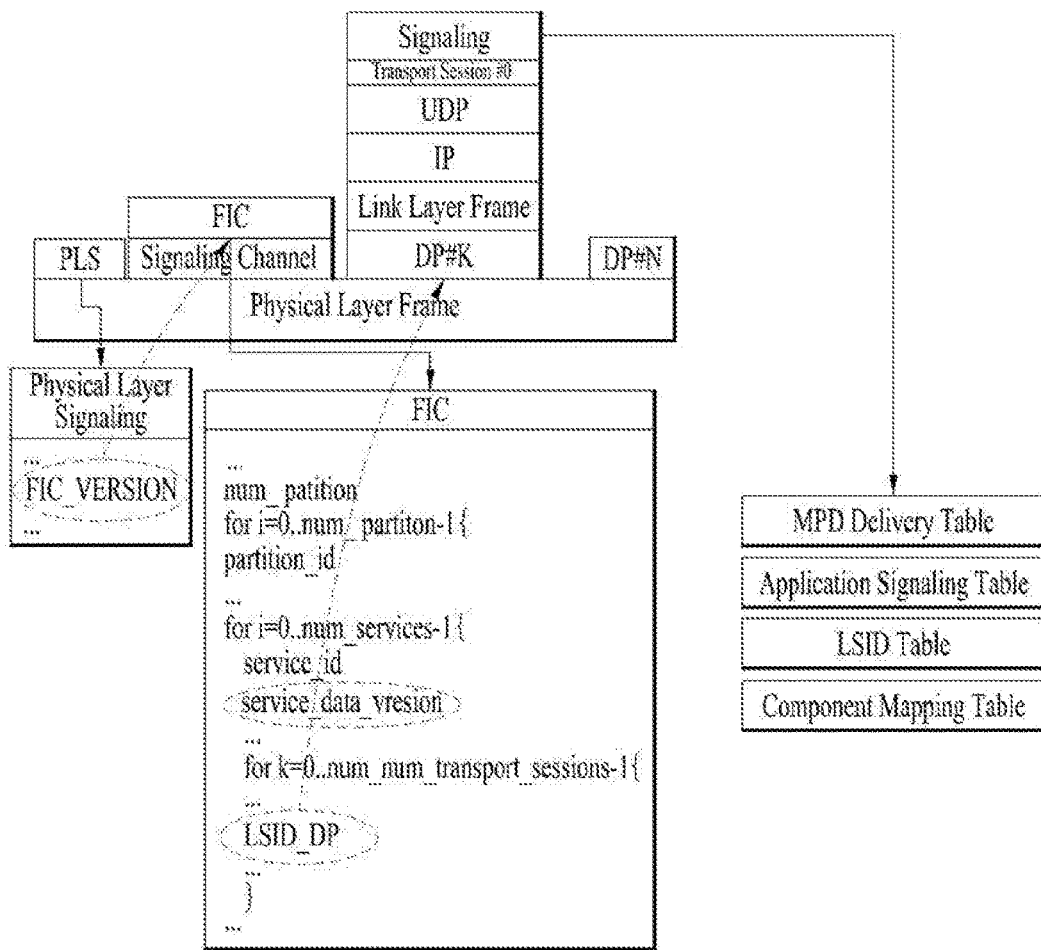 Signaling
Transport Session #0
UDP
IP
Link Layer Frame
FIC
PLS
Signaling Channel
DP#K
DP#N
Physical Layer Frame
Physical Layer
Signaling
...
FIC_VERSION
...
FIC
...
num_patition
for i=0..num_partiton-1{
partition_id
...
for i=0..num_services-1{
service_id
service_data_vresion
...
for k=0..num_num_transport_sessions-1{
...
LSID_DP
...
}
...
MPD Delivery Table
Application Signaling Table
LSID Table
Component Mapping Table